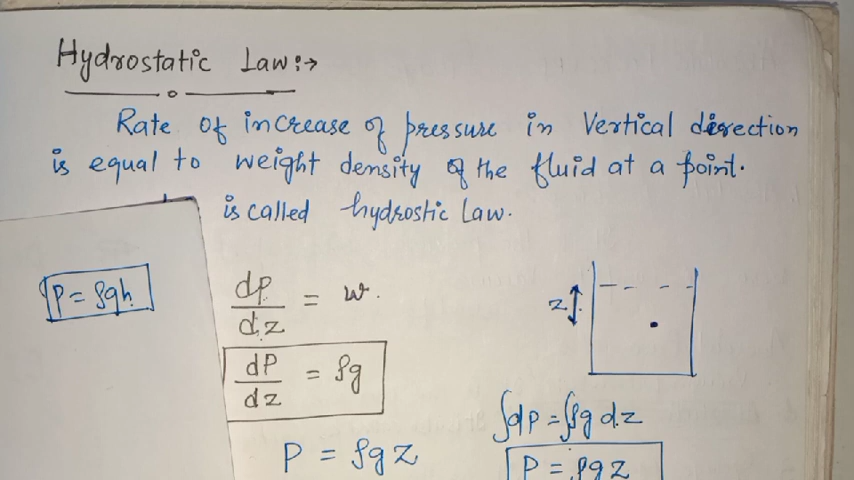 Hydrostatic Law:→
Rate of increase of pressure in Vertical direction
is equal to weight density of the fluid at a point.
is called hydrostic Law.
P = ρgh
dp/dz = w.
dP/dz = ρg
P = ρgz
z
∫dp = ∫ρg dz
P = ρgz